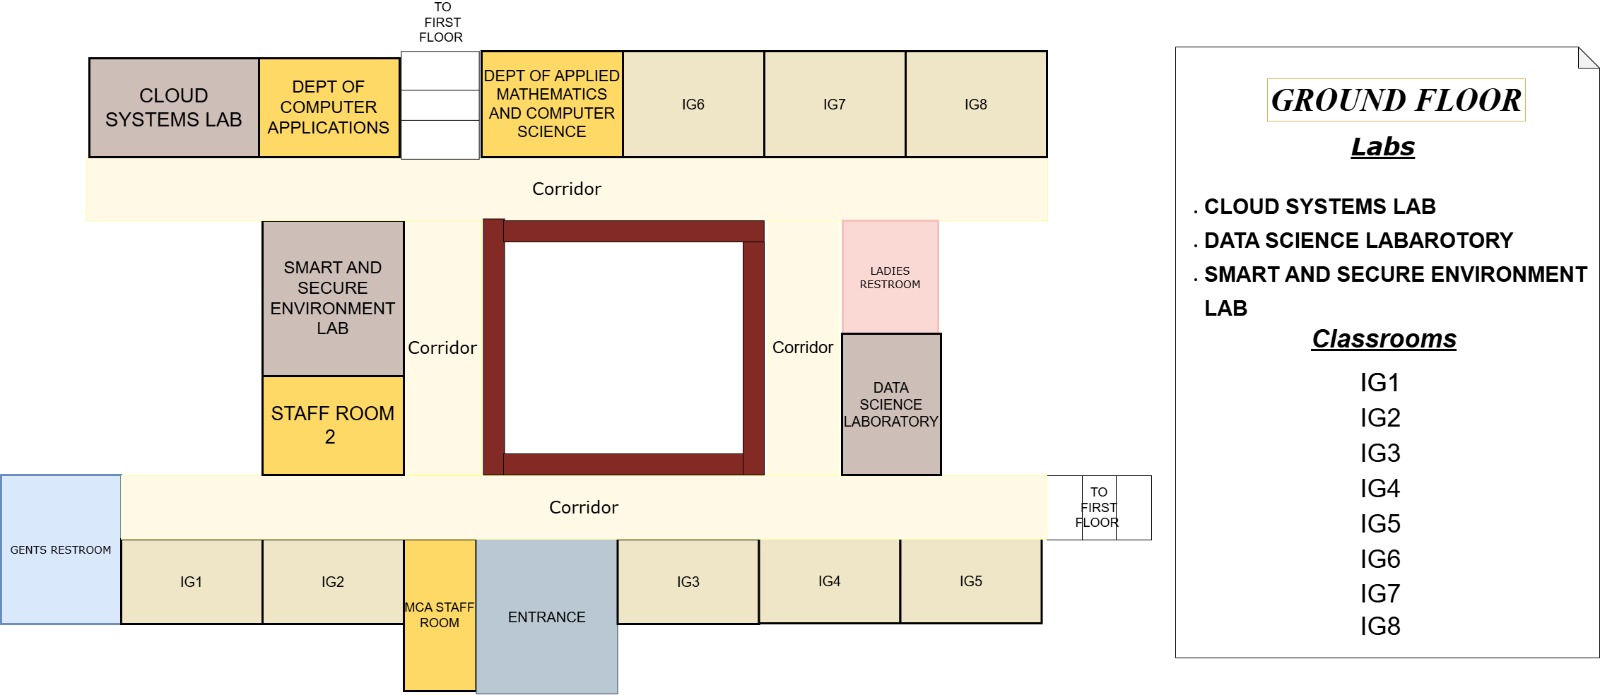 TO
FIRST
FLOOR
CLOUD
SYSTEMS LAB
DEPT OF
COMPUTER
APPLICATIONS
DEPT OF APPLIED
MATHEMATICS
AND COMPUTER
SCIENCE
IG6
IG7
IG8
Corridor
SMART AND
SECURE
ENVIRONMENT
LAB
STAFF ROOM
2
Corridor
Corridor
LADIES
RESTROOM
DATA
SCIENCE
LABORATORY
GENTS RESTROOM
Corridor
TO
FIRST
FLOOR
IG1
IG2
MCA STAFF
ROOM
ENTRANCE
IG3
IG4
IG5
GROUND FLOOR
Labs
. CLOUD SYSTEMS LAB
. DATA SCIENCE LABAROTORY
. SMART AND SECURE ENVIRONMENT
LAB
Classrooms
IG1
IG2
IG3
IG4
IG5
IG6
IG7
IG8